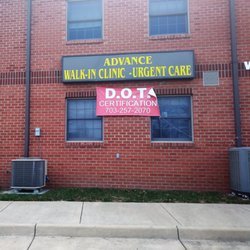 ADVANCE
WALK-IN CLINIC - URGENT CARE
D.O.T.
CERTIFICATION
703-257-2070